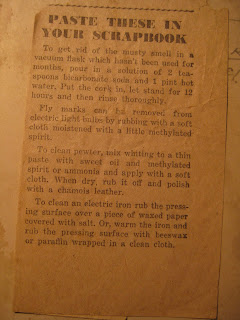 PASTE THESE IN
YOUR SCRAPBOOK
To get rid of the musty smell in a
vacuum flask which hasn't been used for
months, pour in a solution of 2 tea-
spoons bicarbonate soda and 1 pint hot
water. Put the cork in, let stand for 12
hours and then rinse thoroughly.
Fly marks can be removed from
electric light bulbs by rubbing with a soft
cloth moistened with a little methylated
spirit.
To clean pewter, mix whiting to a thin
paste with sweet oil and methylated
spirit or ammonia and apply with a soft
cloth. When dry, rub it off and polish
with a chamois leather.
To clean an electric iron rub the press-
ing surface over a piece of waxed paper
covered with salt. Or, warm the iron and
rub the pressing surface with beeswax
or paraffin wrapped in a clean cloth.